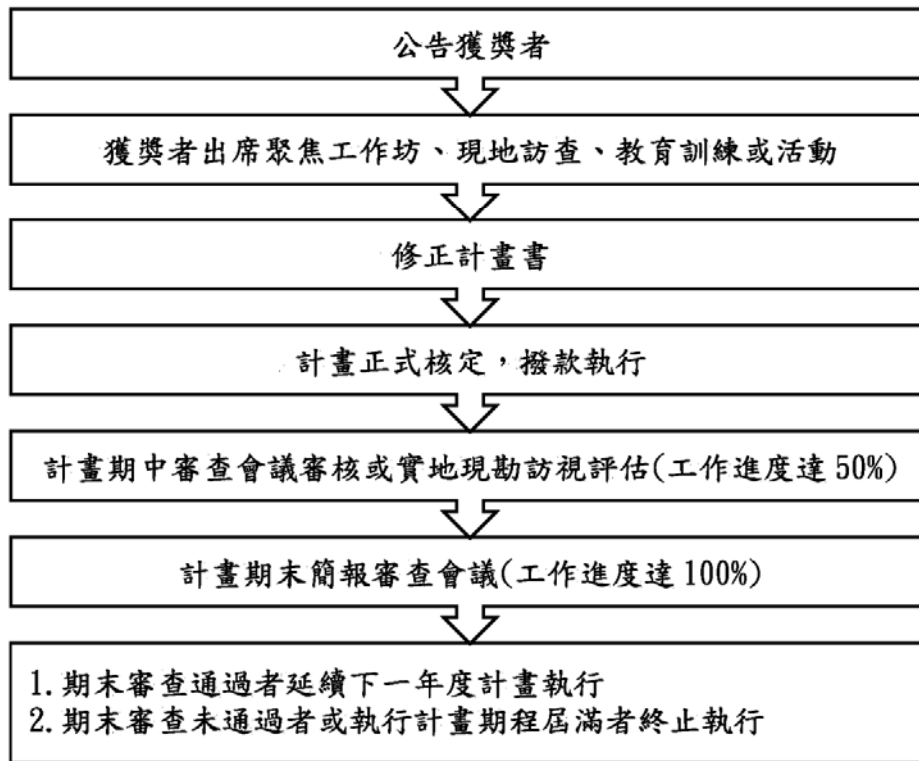 公告獲獎者
獲獎者出席聚焦工作坊、現地訪查、教育訓練或活動
修正計畫書
計畫正式核定，撥款執行
計畫期中審查會議審核或實地現勘訪視評估(工作進度達 50%)
計畫期末簡報審查會議(工作進度達 100%)
1.期末審查通過者延續下一年度計畫執行
2.期末審查未通過者或執行計畫期程屆滿者終止執行